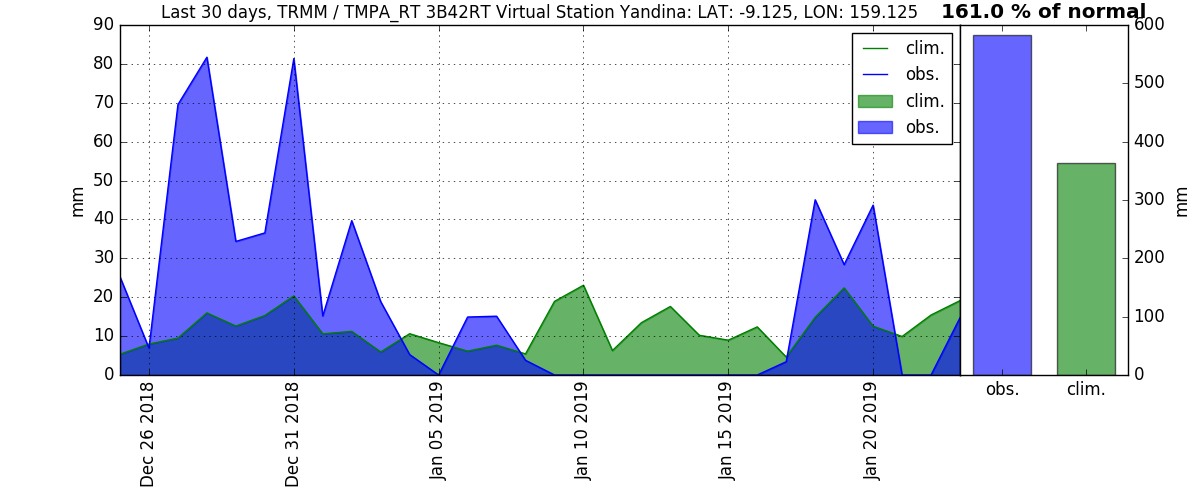 Last 30 days, TRMM / TMPA_RT 3B42RT Virtual Station Yandina: LAT: -9.125, LON: 159.125
161.0 % of normal
90
80
70
60
50
40
30
20
10
0
mm
clim.
obs.
clim.
obs.
Dec 26 2018
Dec 31 2018
Jan 05 2019
Jan 10 2019
Jan 15 2019
Jan 20 2019
600
500
400
300
200
100
0
mm
obs.
clim.